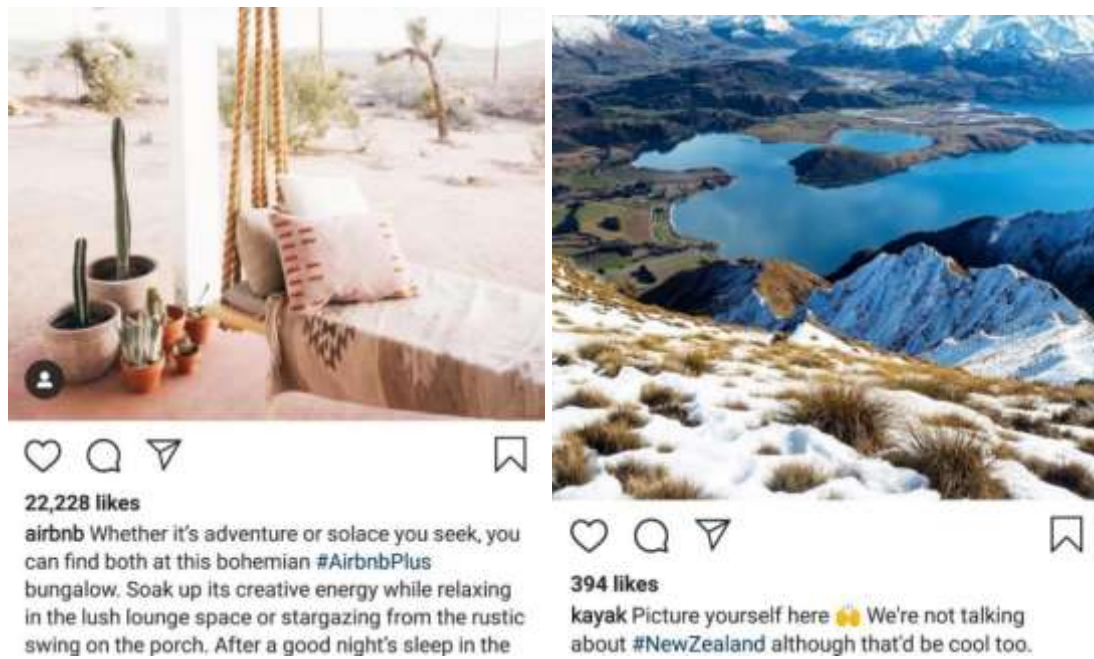 22,228 likes
airbnb Whether it's adventure or solace you seek, you
can find both at this bohemian #AirbnbPlus
bungalow. Soak up its creative energy while relaxing
in the lush lounge space or stargazing from the rustic
swing on the porch. After a good night's sleep in the
394 likes
kayak Picture yourself here 🙌 We're not talking
about #NewZealand although that'd be cool too.